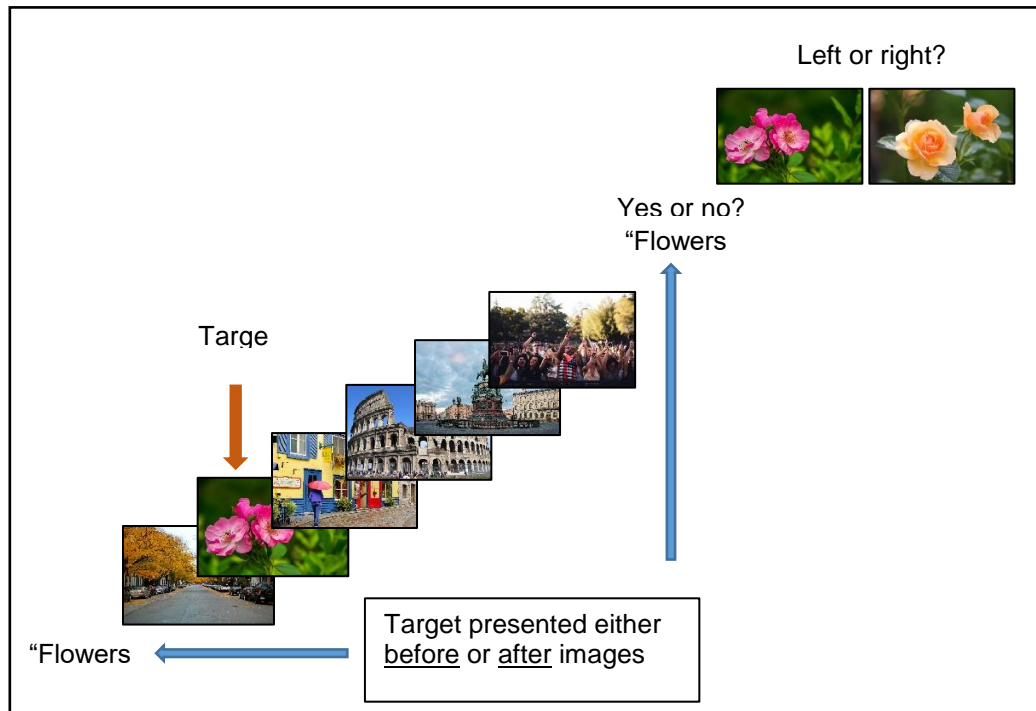 Left or right?
Yes or no?
“Flowers
Targe
Target presented either
before or after images
“Flowers